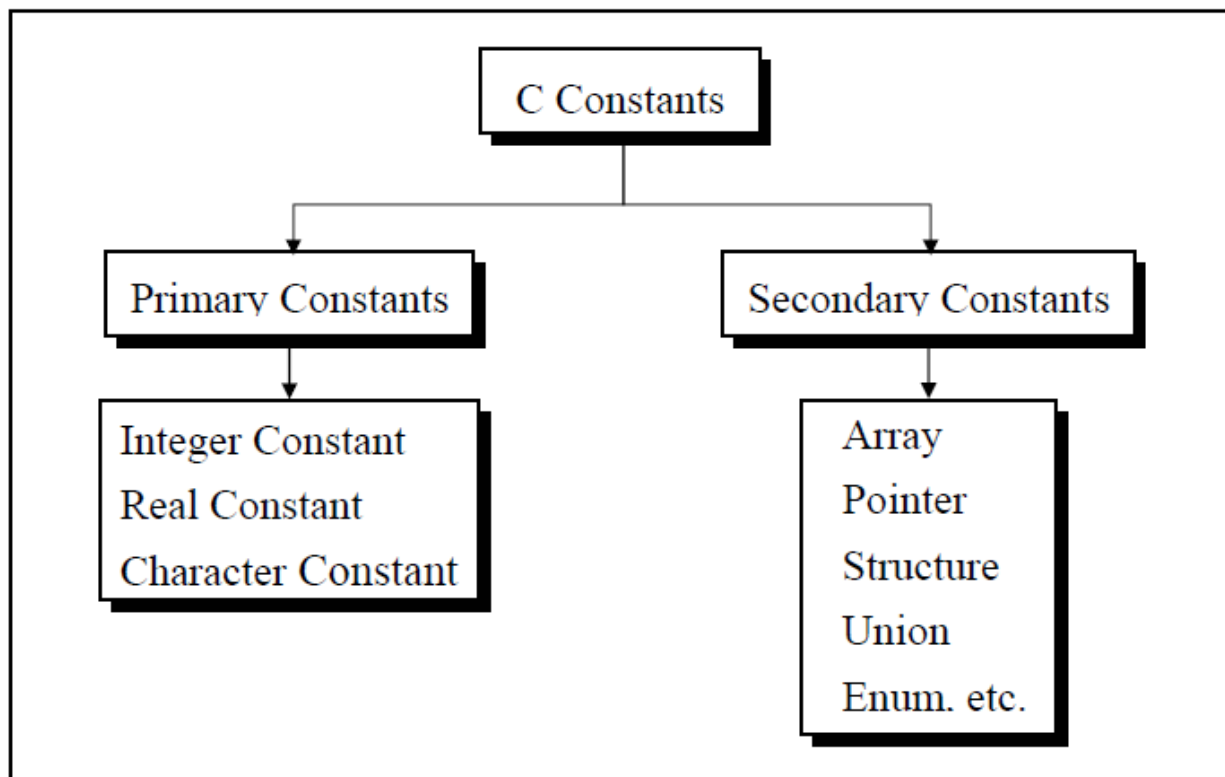 C Constants
Primary Constants
Secondary Constants
Integer Constant
Real Constant
Character Constant
Array
Pointer
Structure
Union
Enum. etc.